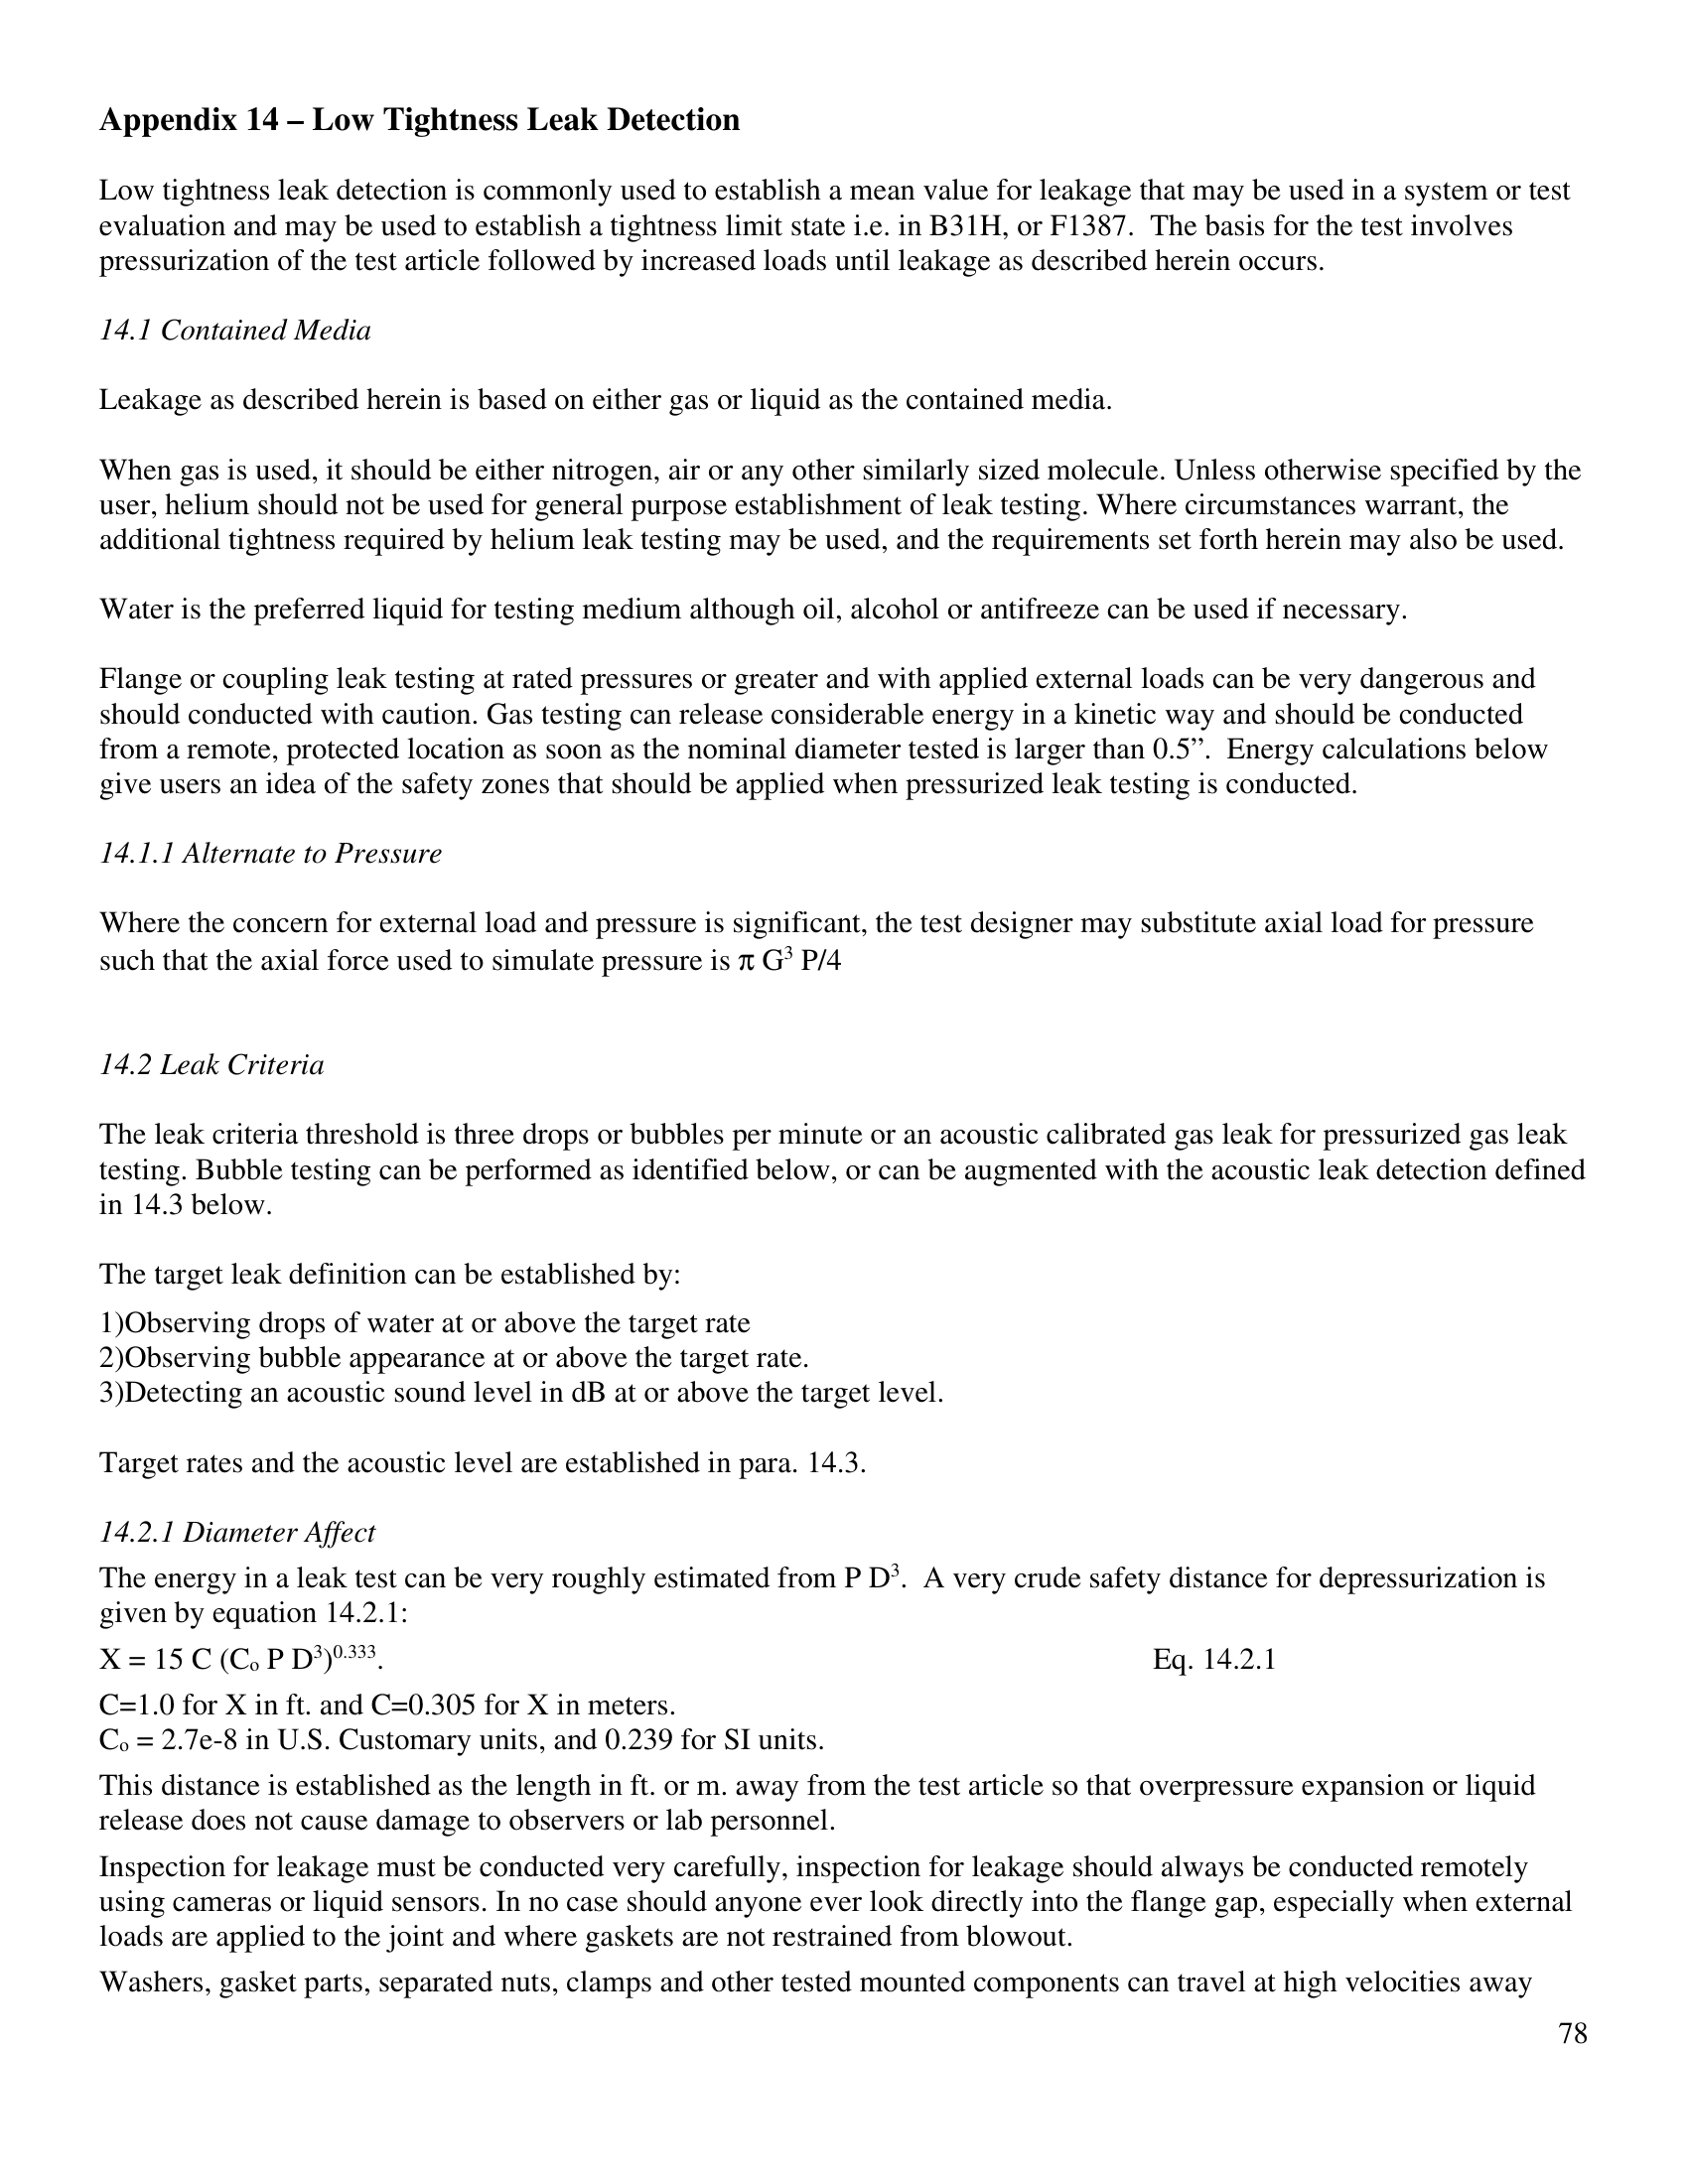 Appendix 14 – Low Tightness Leak Detection
Low tightness leak detection is commonly used to establish a mean value for leakage that may be used in a system or test
evaluation and may be used to establish a tightness limit state i.e. in B31H, or F1387.  The basis for the test involves
pressurization of the test article followed by increased loads until leakage as described herein occurs.
14.1 Contained Media
Leakage as described herein is based on either gas or liquid as the contained media.
When gas is used, it should be either nitrogen, air or any other similarly sized molecule. Unless otherwise specified by the
user, helium should not be used for general purpose establishment of leak testing. Where circumstances warrant, the
additional tightness required by helium leak testing may be used, and the requirements set forth herein may also be used.
Water is the preferred liquid for testing medium although oil, alcohol or antifreeze can be used if necessary.
Flange or coupling leak testing at rated pressures or greater and with applied external loads can be very dangerous and
should conducted with caution. Gas testing can release considerable energy in a kinetic way and should be conducted
from a remote, protected location as soon as the nominal diameter tested is larger than 0.5”.  Energy calculations below
give users an idea of the safety zones that should be applied when pressurized leak testing is conducted.
14.1.1 Alternate to Pressure
Where the concern for external load and pressure is significant, the test designer may substitute axial load for pressure
such that the axial force used to simulate pressure is π G³ P/4
14.2 Leak Criteria
The leak criteria threshold is three drops or bubbles per minute or an acoustic calibrated gas leak for pressurized gas leak
testing. Bubble testing can be performed as identified below, or can be augmented with the acoustic leak detection defined
in 14.3 below.
The target leak definition can be established by:
1)Observing drops of water at or above the target rate
2)Observing bubble appearance at or above the target rate.
3)Detecting an acoustic sound level in dB at or above the target level.
Target rates and the acoustic level are established in para. 14.3.
14.2.1 Diameter Affect
The energy in a leak test can be very roughly estimated from P D³.  A very crude safety distance for depressurization is
given by equation 14.2.1:
X = 15 C (Cₒ P D³)⁰·³³³. Eq. 14.2.1
C=1.0 for X in ft. and C=0.305 for X in meters.
Cₒ = 2.7e-8 in U.S. Customary units, and 0.239 for SI units.
This distance is established as the length in ft. or m. away from the test article so that overpressure expansion or liquid
release does not cause damage to observers or lab personnel.
Inspection for leakage must be conducted very carefully, inspection for leakage should always be conducted remotely
using cameras or liquid sensors. In no case should anyone ever look directly into the flange gap, especially when external
loads are applied to the joint and where gaskets are not restrained from blowout.
Washers, gasket parts, separated nuts, clamps and other tested mounted components can travel at high velocities away
78